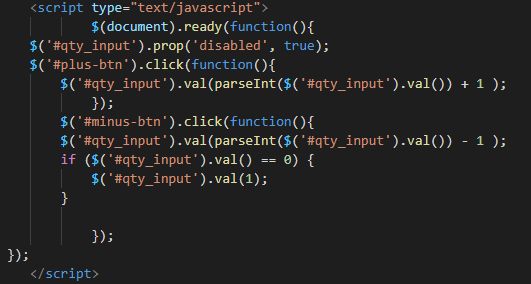 <script type="text/javascript">
$(document).ready(function(){
$('#qty_input').prop('disabled', true);
$('#plus-btn').click(function(){
$('#qty_input').val(parseInt($('#qty_input').val()) + 1 );
});
$('#minus-btn').click(function(){
$('#qty_input').val(parseInt($('#qty_input').val()) - 1 );
if ($('#qty_input').val() == 0) {
$('#qty_input').val(1);
}
});
});
</script>